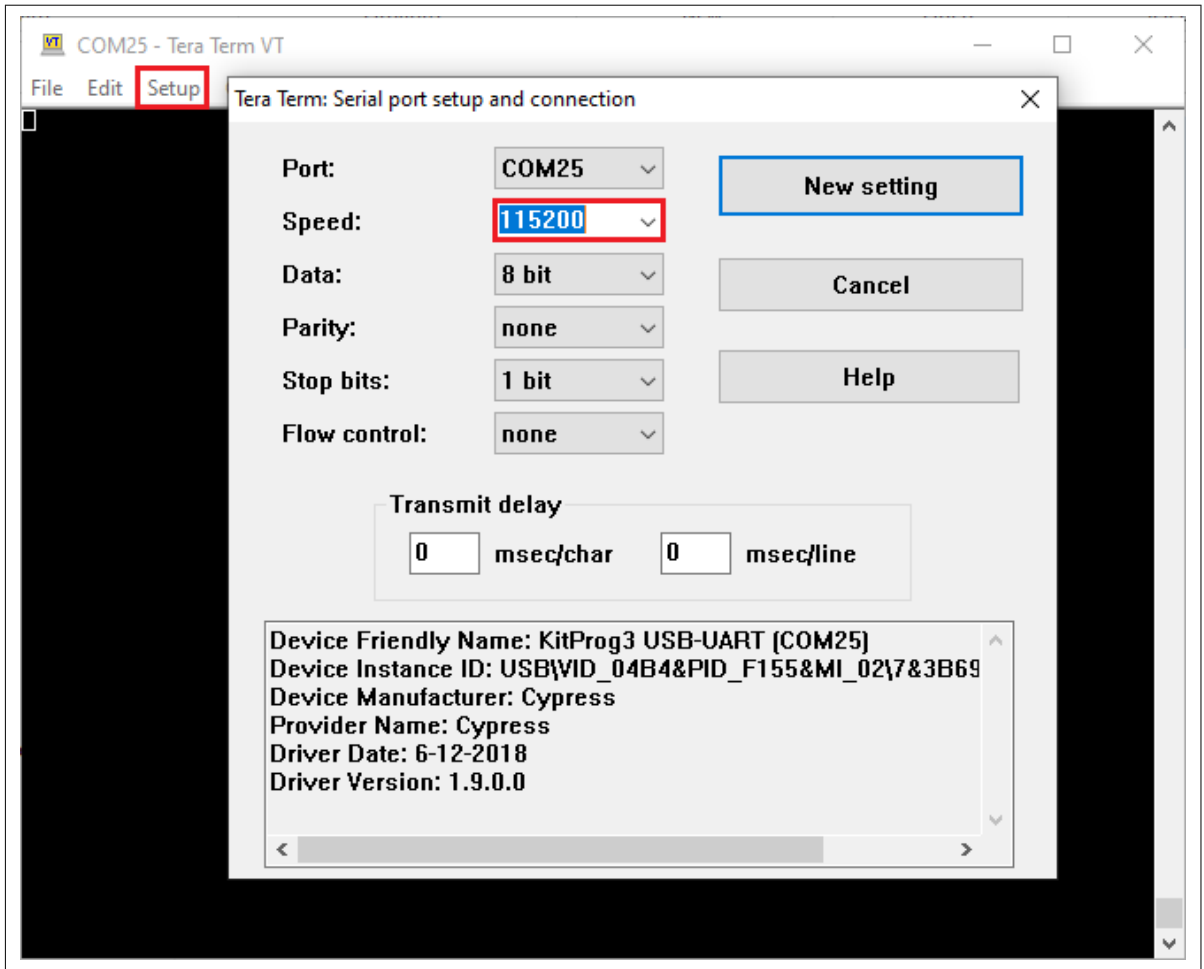 COM25 - Tera Term VT
File Edit Setup
Tera Term: Serial port setup and connection
Port: COM25 New setting
Speed: 115200
Data: 8 bit Cancel
Parity: none
Stop bits: 1 bit Help
Flow control: none
Transmit delay
0 msec/char 0 msec/line
Device Friendly Name: KitProg3 USB-UART (COM25)
Device Instance ID: USB\VID_04B4&PID_F155&MI_02\7&3B69
Device Manufacturer: Cypress
Provider Name: Cypress
Driver Date: 6-12-2018
Driver Version: 1.9.0.0